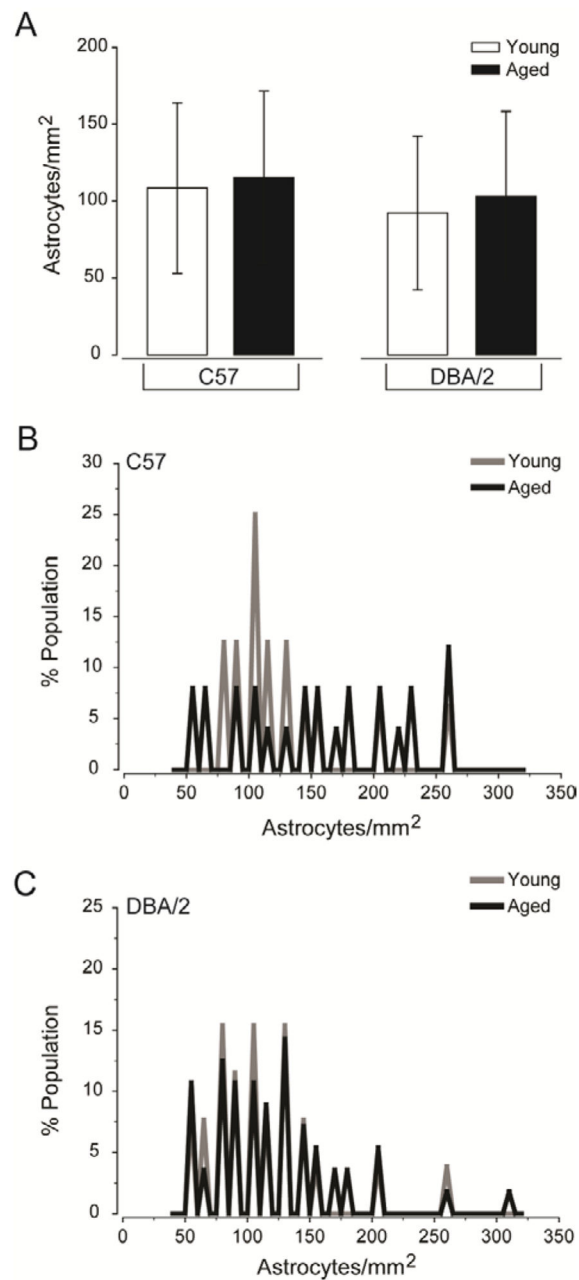 A
Young
Aged
200
150
100
50
0
Astrocytes/mm²
C57
DBA/2
B
C57
Young
Aged
30
25
20
15
10
5
0
% Population
0 50 100 150 200 250 300 350
Astrocytes/mm²
C
DBA/2
Young
Aged
25
20
15
10
5
0
% Population
0 50 100 150 200 250 300 350
Astrocytes/mm²